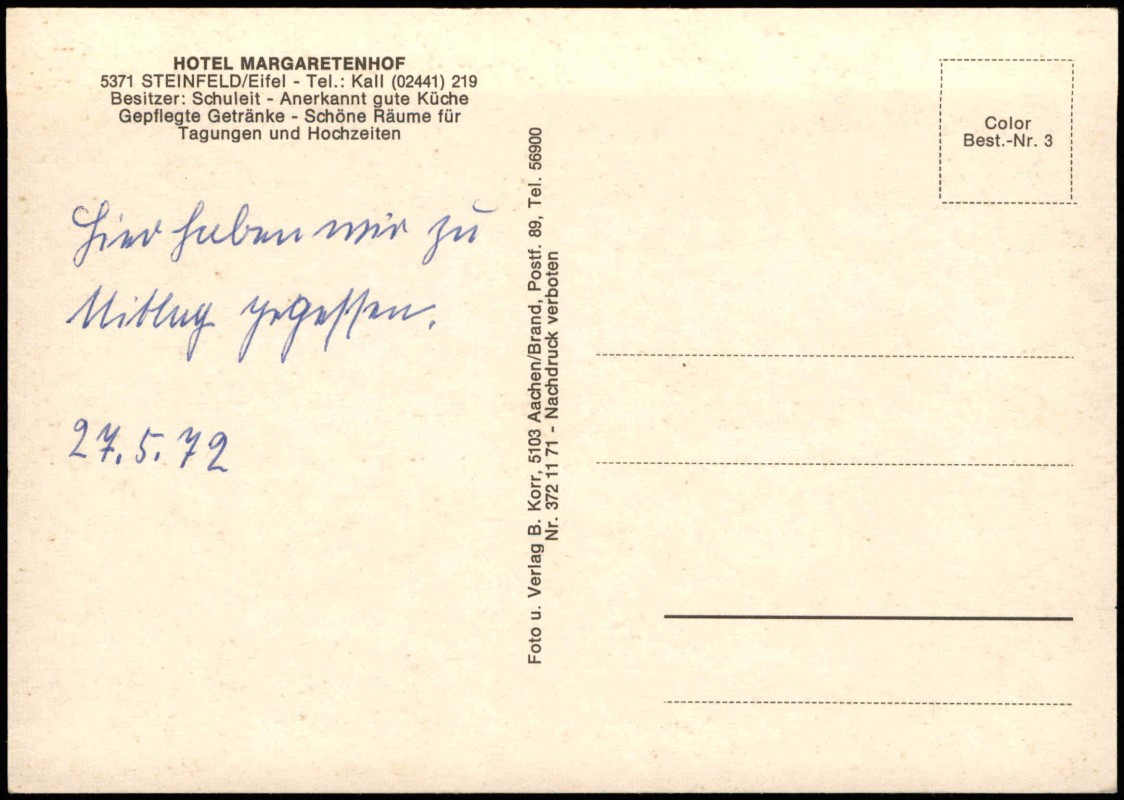 HOTEL MARGARETENHOF
5371 STEINFELD/Eifel - Tel.: Kall (02441) 219
Besitzer: Schuleit - Anerkannt gute Küche
Gepflegte Getränke - Schöne Räume für
Tagungen und Hochzeiten
Hier haben wir zu
Mittag gegessen.
27.5.72
Foto u. Verlag B. Korr, 5103 Aachen/Brand, Postf. 89, Tel. 56900
Nr. 372 11 71 - Nachdruck verboten
Color
Best.-Nr. 3